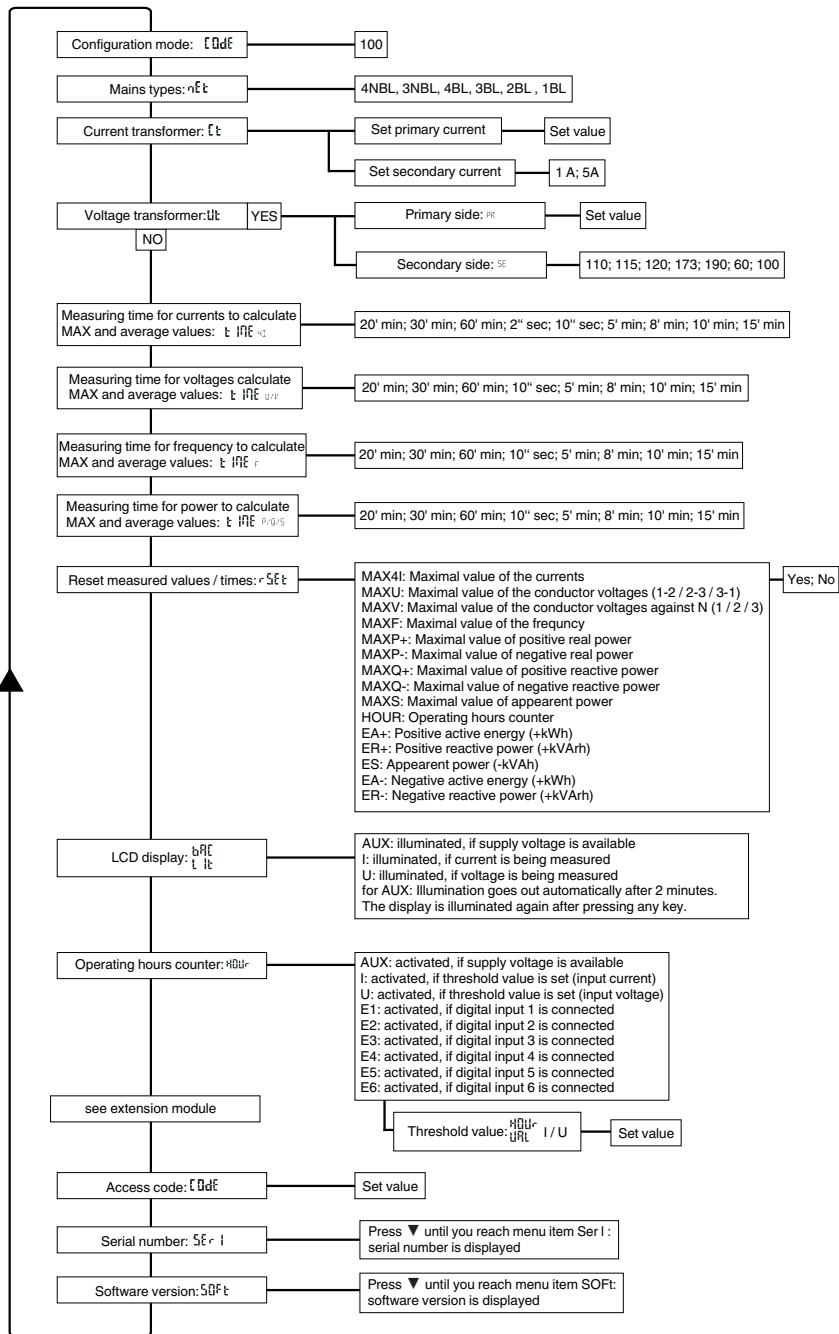 Configuration mode: COdE
100
Mains types: nEt
4NBL, 3NBL, 4BL, 3BL, 2BL , 1BL
Current transformer: Ct
Set primary current
Set value
Set secondary current
1 A; 5A
Voltage transformer:Ut
YES
NO
Primary side: PR
Set value
Secondary side: SE
110; 115; 120; 173; 190; 60; 100
Measuring time for currents to calculate
MAX and average values: tIME 4I
20' min; 30' min; 60' min; 2" sec; 10" sec; 5' min; 8' min; 10' min; 15' min
Measuring time for voltages calculate
MAX and average values: tIME U/V
20' min; 30' min; 60' min; 10" sec; 5' min; 8' min; 10' min; 15' min
Measuring time for frequency to calculate
MAX and average values: tIME F
20' min; 30' min; 60' min; 10" sec; 5' min; 8' min; 10' min; 15' min
Measuring time for power to calculate
MAX and average values: tIME P/Q/S
20' min; 30' min; 60' min; 10" sec; 5' min; 8' min; 10' min; 15' min
Reset measured values / times: rSEt
MAX4I: Maximal value of the currents
MAXU: Maximal value of the conductor voltages (1-2 / 2-3 / 3-1)
MAXV: Maximal value of the conductor voltages against N (1 / 2 / 3)
MAXF: Maximal value of the frequncy
MAXP+: Maximal value of positive real power
MAXP-: Maximal value of negative real power
MAXQ+: Maximal value of positive reactive power
MAXQ-: Maximal value of negative reactive power
MAXS: Maximal value of appearent power
HOUR: Operating hours counter
EA+: Positive active energy (+kWh)
ER+: Positive reactive power (+kVArh)
ES: Appearent power (-kVAh)
EA-: Negative active energy (+kWh)
ER-: Negative reactive power (+kVArh)
Yes; No
LCD display: bAC
LIt
AUX: illuminated, if supply voltage is available
I: illuminated, if current is being measured
U: illuminated, if voltage is being measured
for AUX: Illumination goes out automatically after 2 minutes.
The display is illuminated again after pressing any key.
Operating hours counter: HOUr
AUX: activated, if supply voltage is available
I: activated, if threshold value is set (input current)
U: activated, if threshold value is set (input voltage)
E1: activated, if digital input 1 is connected
E2: activated, if digital input 2 is connected
E3: activated, if digital input 3 is connected
E4: activated, if digital input 4 is connected
E5: activated, if digital input 5 is connected
E6: activated, if digital input 6 is connected
see extension module
Threshold value: HOUr
VAL I / U
Set value
Access code: COdE
Set value
Serial number: SEr I
Press ▼ until you reach menu item Ser I :
serial number is displayed
Software version: SOFt
Press ▼ until you reach menu item SOFt:
software version is displayed